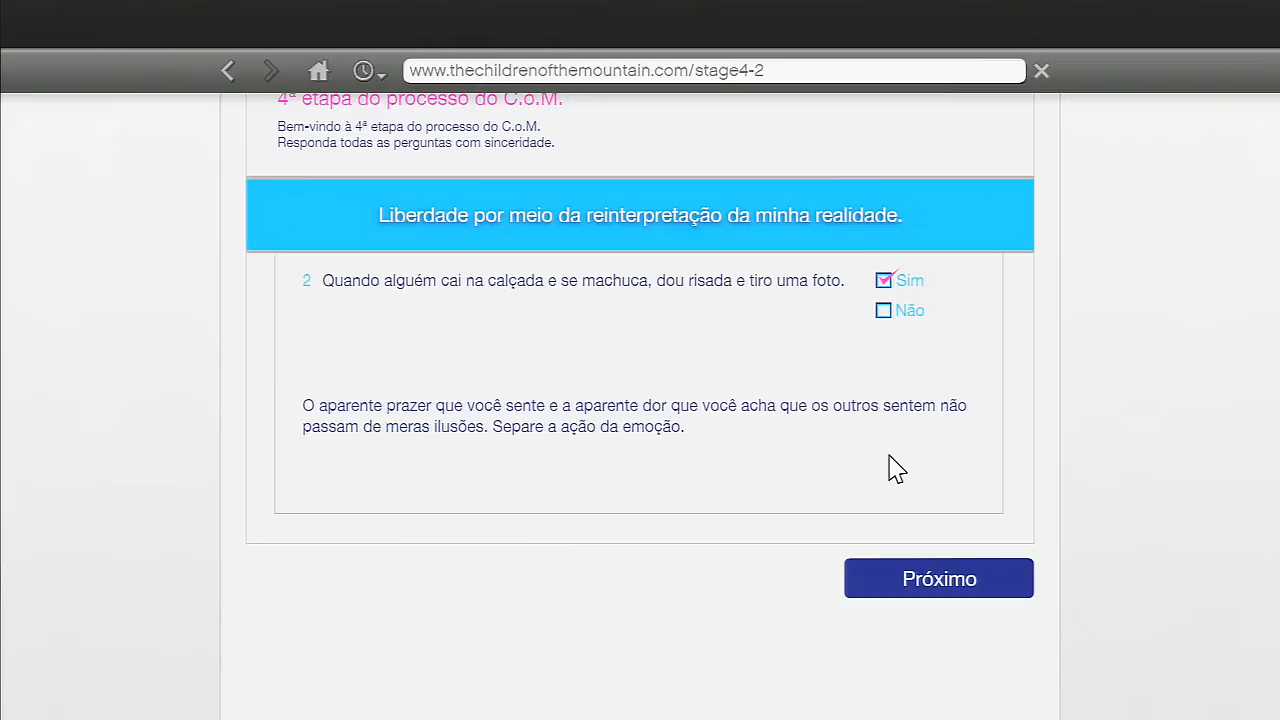 www.thechildrenofthemountain.com/stage4-2
4ª etapa do processo do C.o.M.
Bem-vindo à 4ª etapa do processo do C.o.M.
Responda todas as perguntas com sinceridade.
Liberdade por meio da reinterpretação da minha realidade.
2 Quando alguém cai na calçada e se machuca, dou risada e tiro uma foto. Sim
Não
O aparente prazer que você sente e a aparente dor que você acha que os outros sentem não
passam de meras ilusões. Separe a ação da emoção.
Próximo